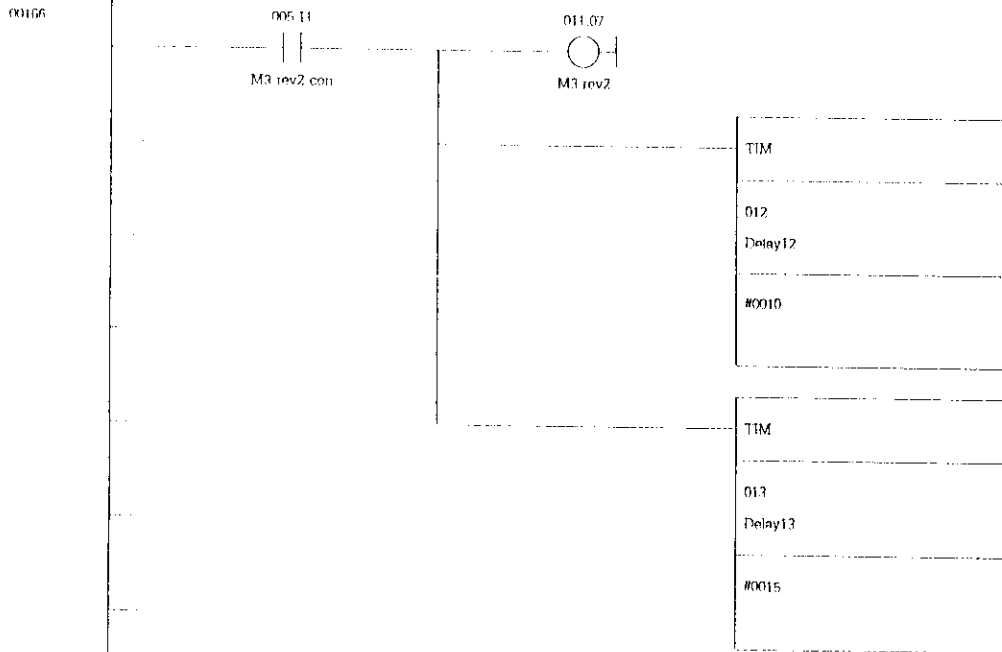 00166
005.11
011.07
M3 rev2 con
M3 rev2
TIM
012
Delay12
#0010
TIM
013
Delay13
#0015